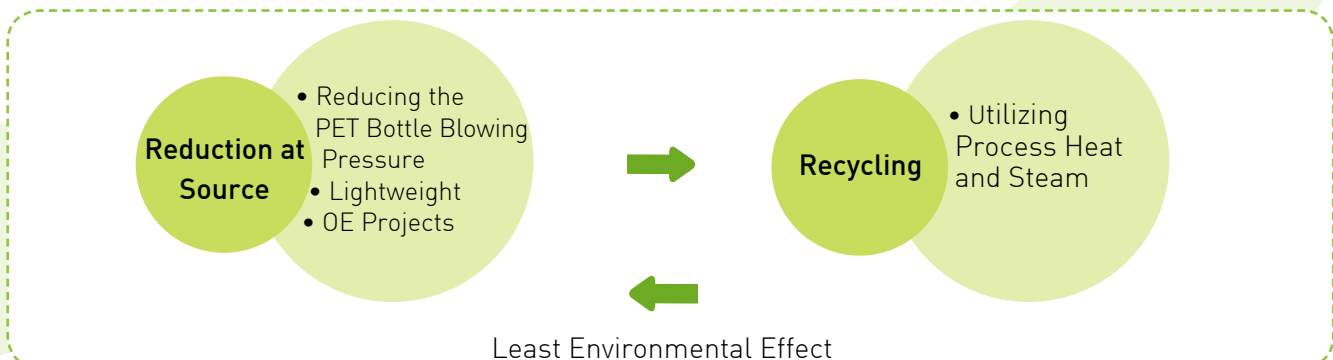 Reduction at
Source
• Reducing the
PET Bottle Blowing
Pressure
• Lightweight
• OE Projects
Recycling
• Utilizing
Process Heat
and Steam
Least Environmental Effect